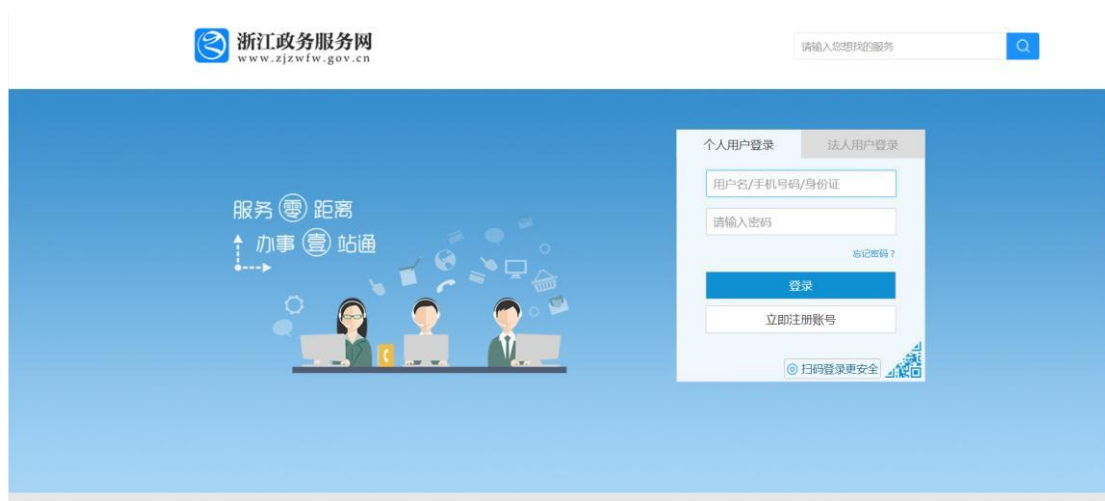 浙江政务服务网
www.zjzwfw.gov.cn
请输入您想找的服务
个人用户登录
法人用户登录
用户名/手机号码/身份证
请输入密码
忘记密码？
登录
立即注册账号
扫码登录更安全
服务零距离
办事壹站通